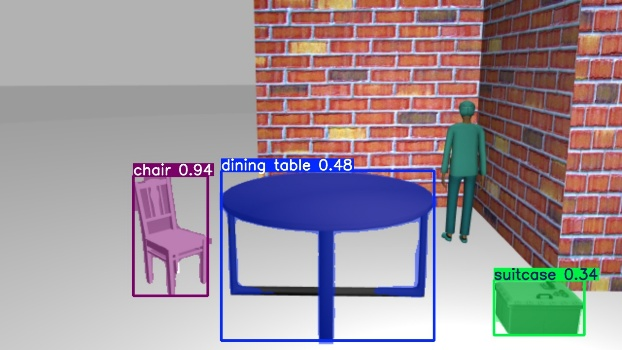 chair 0.94
dining table 0.48
suitcase 0.34